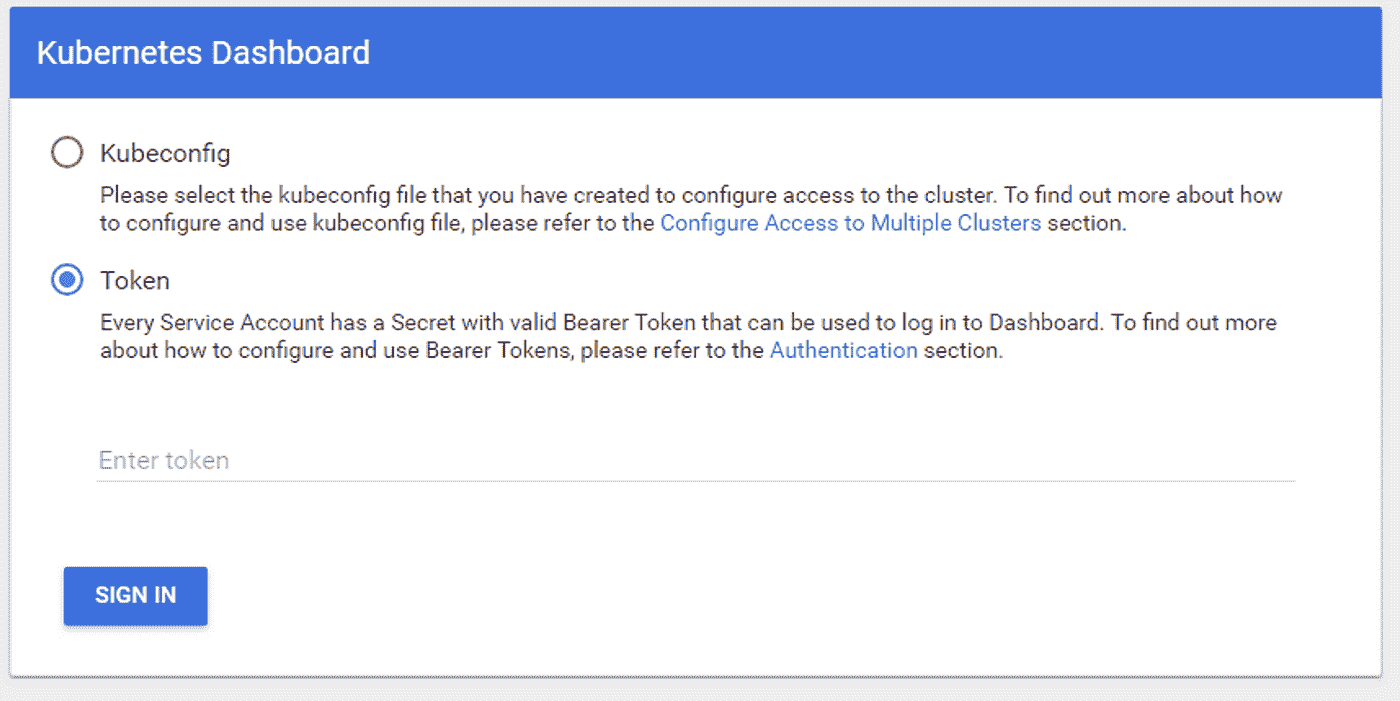 Kubernetes Dashboard
Kubeconfig
Please select the kubeconfig file that you have created to configure access to the cluster. To find out more about how
to configure and use kubeconfig file, please refer to the Configure Access to Multiple Clusters section.
Token
Every Service Account has a Secret with valid Bearer Token that can be used to log in to Dashboard. To find out more
about how to configure and use Bearer Tokens, please refer to the Authentication section.
Enter token
SIGN IN